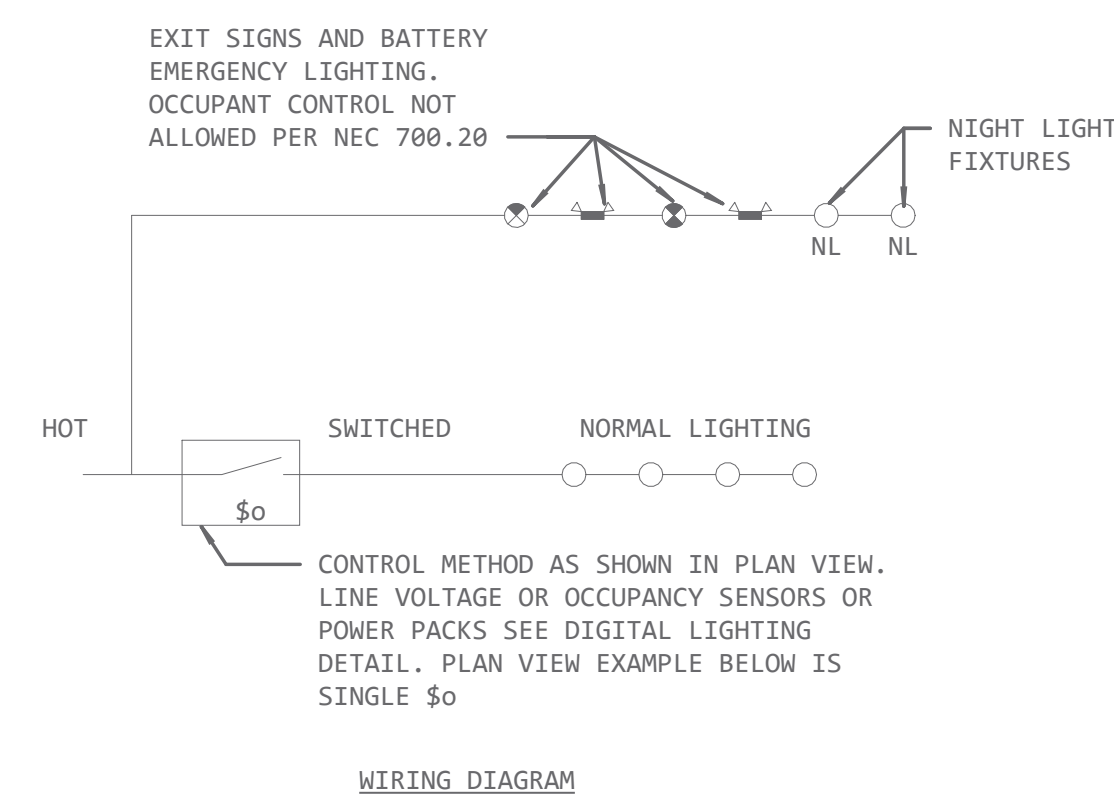 EXIT SIGNS AND BATTERY
EMERGENCY LIGHTING.
OCCUPANT CONTROL NOT
ALLOWED PER NEC 700.20
NIGHT LIGHT
FIXTURES
NL NL
HOT
SWITCHED
NORMAL LIGHTING
$o
CONTROL METHOD AS SHOWN IN PLAN VIEW.
LINE VOLTAGE OR OCCUPANCY SENSORS OR
POWER PACKS SEE DIGITAL LIGHTING
DETAIL. PLAN VIEW EXAMPLE BELOW IS
SINGLE $o
WIRING DIAGRAM